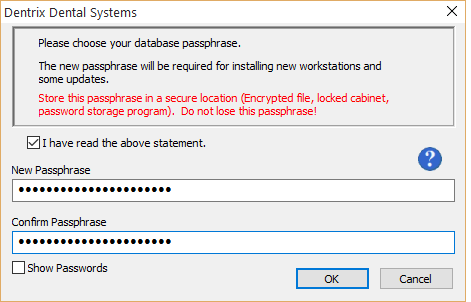 Dentrix Dental Systems
Please choose your database passphrase.
The new passphrase will be required for installing new workstations and
some updates.
Store this passphrase in a secure location (Encrypted file, locked cabinet,
password storage program).  Do not lose this passphrase!
I have read the above statement.
?
New Passphrase
●●●●●●●●●●●●●●●●●●●●●●
Confirm Passphrase
●●●●●●●●●●●●●●●●●●●●●●
Show Passwords
OK
Cancel